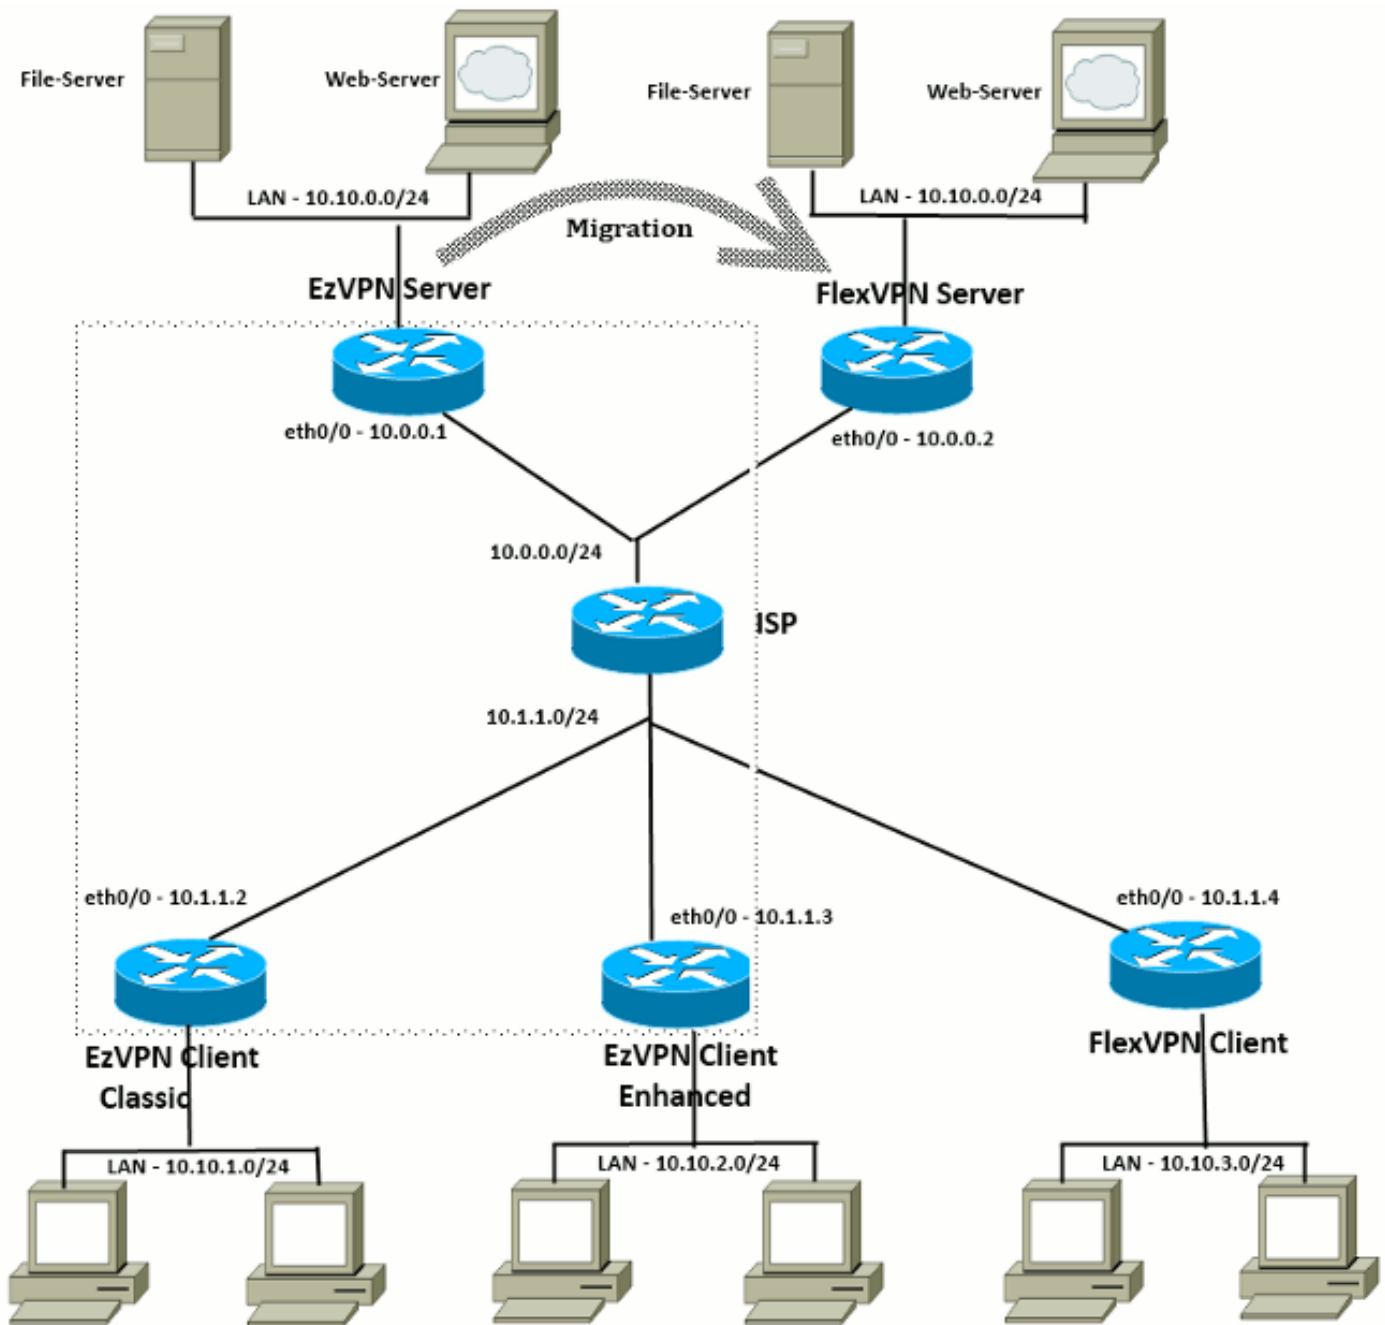 File-Server
Web-Server
File-Server
Web-Server
LAN - 10.10.0.0/24
LAN - 10.10.0.0/24
Migration
EzVPN Server
FlexVPN Server
eth0/0 - 10.0.0.1
eth0/0 - 10.0.0.2
10.0.0.0/24
ISP
10.1.1.0/24
eth0/0 - 10.1.1.2
eth0/0 - 10.1.1.3
eth0/0 - 10.1.1.4
EzVPN Client
Classic
EzVPN Client
Enhanced
FlexVPN Client
LAN - 10.10.1.0/24
LAN - 10.10.2.0/24
LAN - 10.10.3.0/24